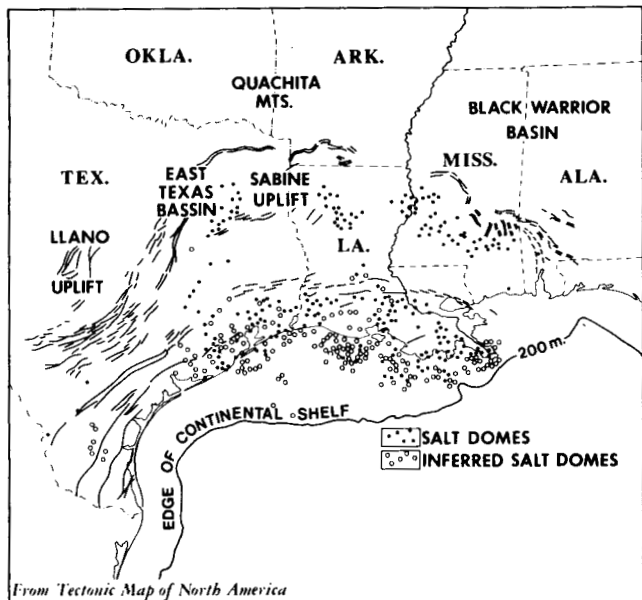 OKLA.
ARK.
QUACHITA
MTS.
BLACK WARRIOR
BASIN
MISS.
TEX.
EAST
TEXAS
BASSIN
SABINE
UPLIFT
ALA.
LLANO
UPLIFT
LA.
200 m.
EDGE OF CONTINENTAL SHELF
SALT DOMES
INFERRED SALT DOMES
From Tectonic Map of North America